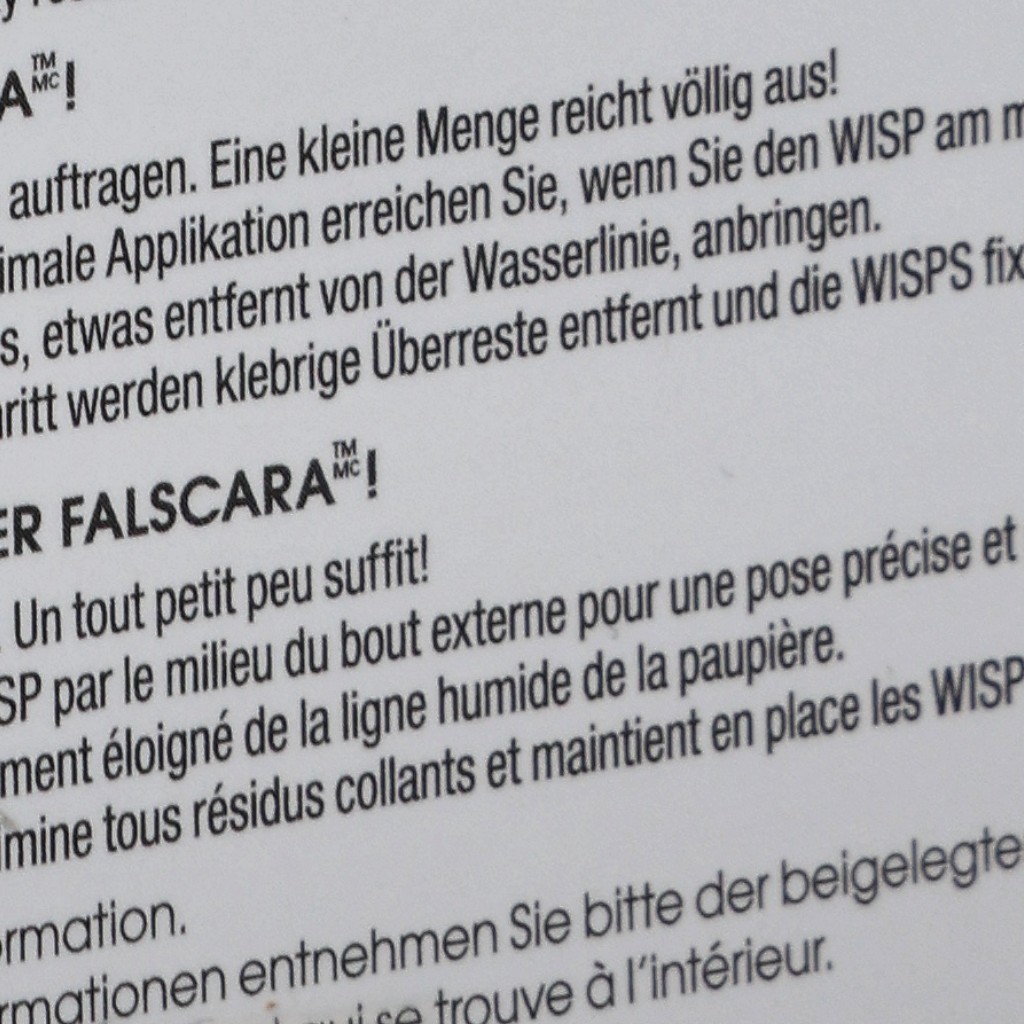 A™MC!
auftragen. Eine kleine Menge reicht völlig aus!
imale Applikation erreichen Sie, wenn Sie den WISP am m
s, etwas entfernt von der Wasserlinie, anbringen.
ritt werden klebrige Überreste entfernt und die WISPS fix
ER FALSCARA™MC!
Un tout petit peu suffit!
SP par le milieu du bout externe pour une pose précise et
ment éloigné de la ligne humide de la paupière.
imine tous résidus collants et maintient en place les WISP
ormation.
rmationen entnehmen Sie bitte der beigelegte
qui se trouve à l'intérieur.